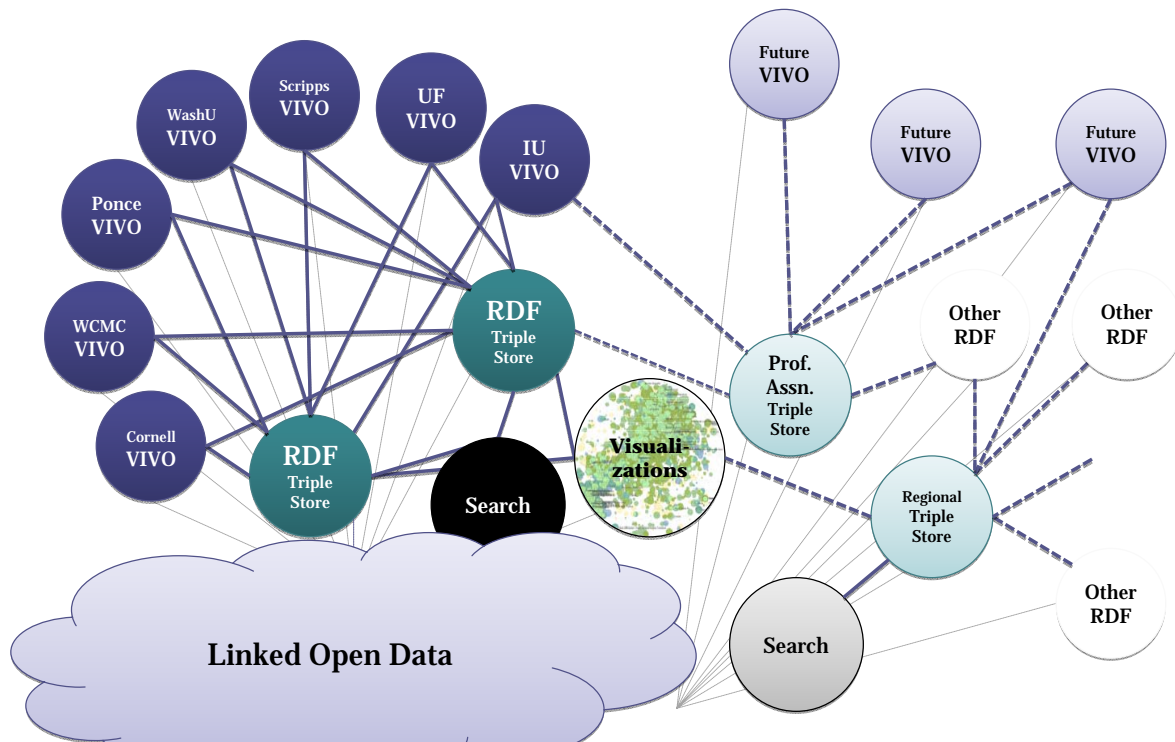 Future
VIVO
Scripps
VIVO
UF
VIVO
WashU
VIVO
IU
VIVO
Future
VIVO
Future
VIVO
Ponce
VIVO
RDF
Triple
Store
Other
RDF
Other
RDF
WCMC
VIVO
Prof.
Assn.
Triple
Store
Cornell
VIVO
RDF
Triple
Store
Visuali-
zations
Search
Regional
Triple
Store
Other
RDF
Linked Open Data
Search